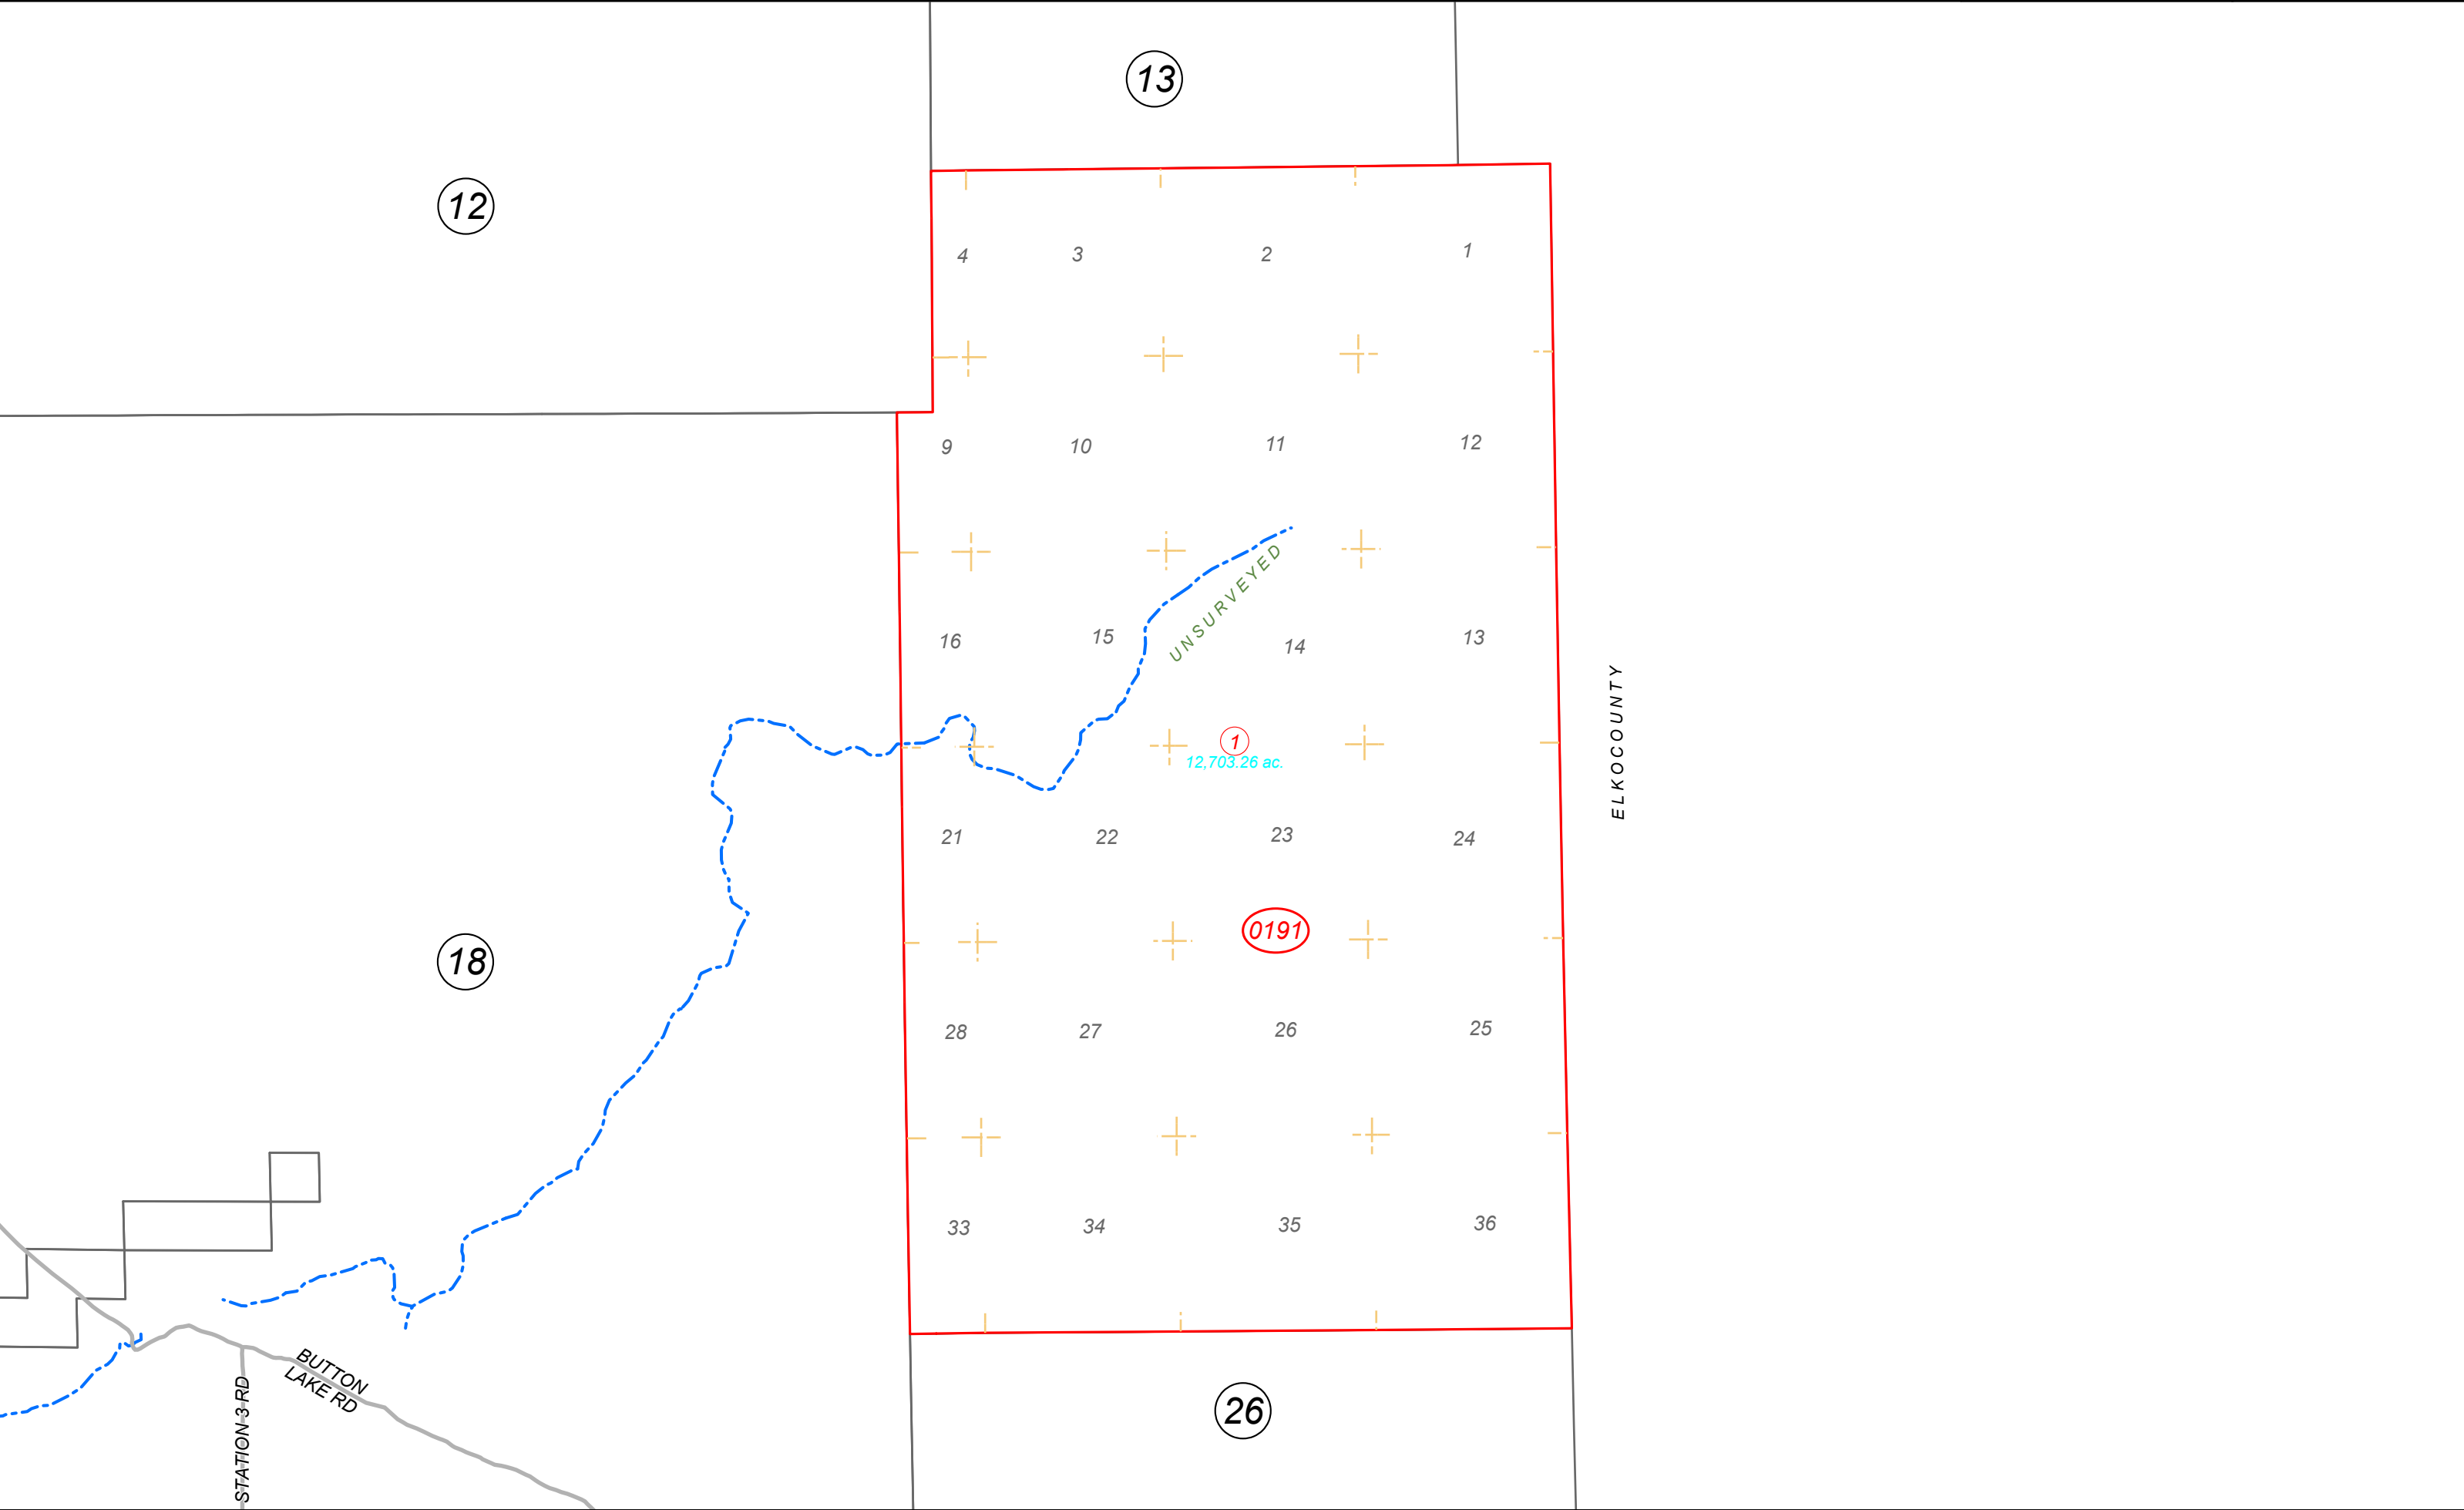 13
12
4 3 2 1
9 10 11 12
UNSURVEYED
16 15 14 13
ELKOCOUNTY
1
12,703.26 ac.
21 22 23 24
0191
18
28 27 26 25
33 34 35 36
BUTTON
LAKE RD
STATION 3 RD
26